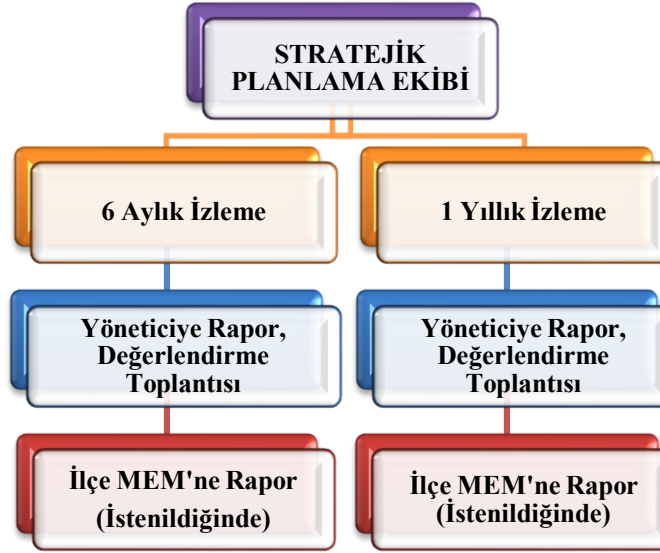 STRATEJİK
PLANLAMA EKİBİ
6 Aylık İzleme
1 Yıllık İzleme
Yöneticiye Rapor,
Değerlendirme
Toplantısı
Yöneticiye Rapor,
Değerlendirme
Toplantısı
İlçe MEM'ne Rapor
(İstenildiğinde)
İlçe MEM'ne Rapor
(İstenildiğinde)